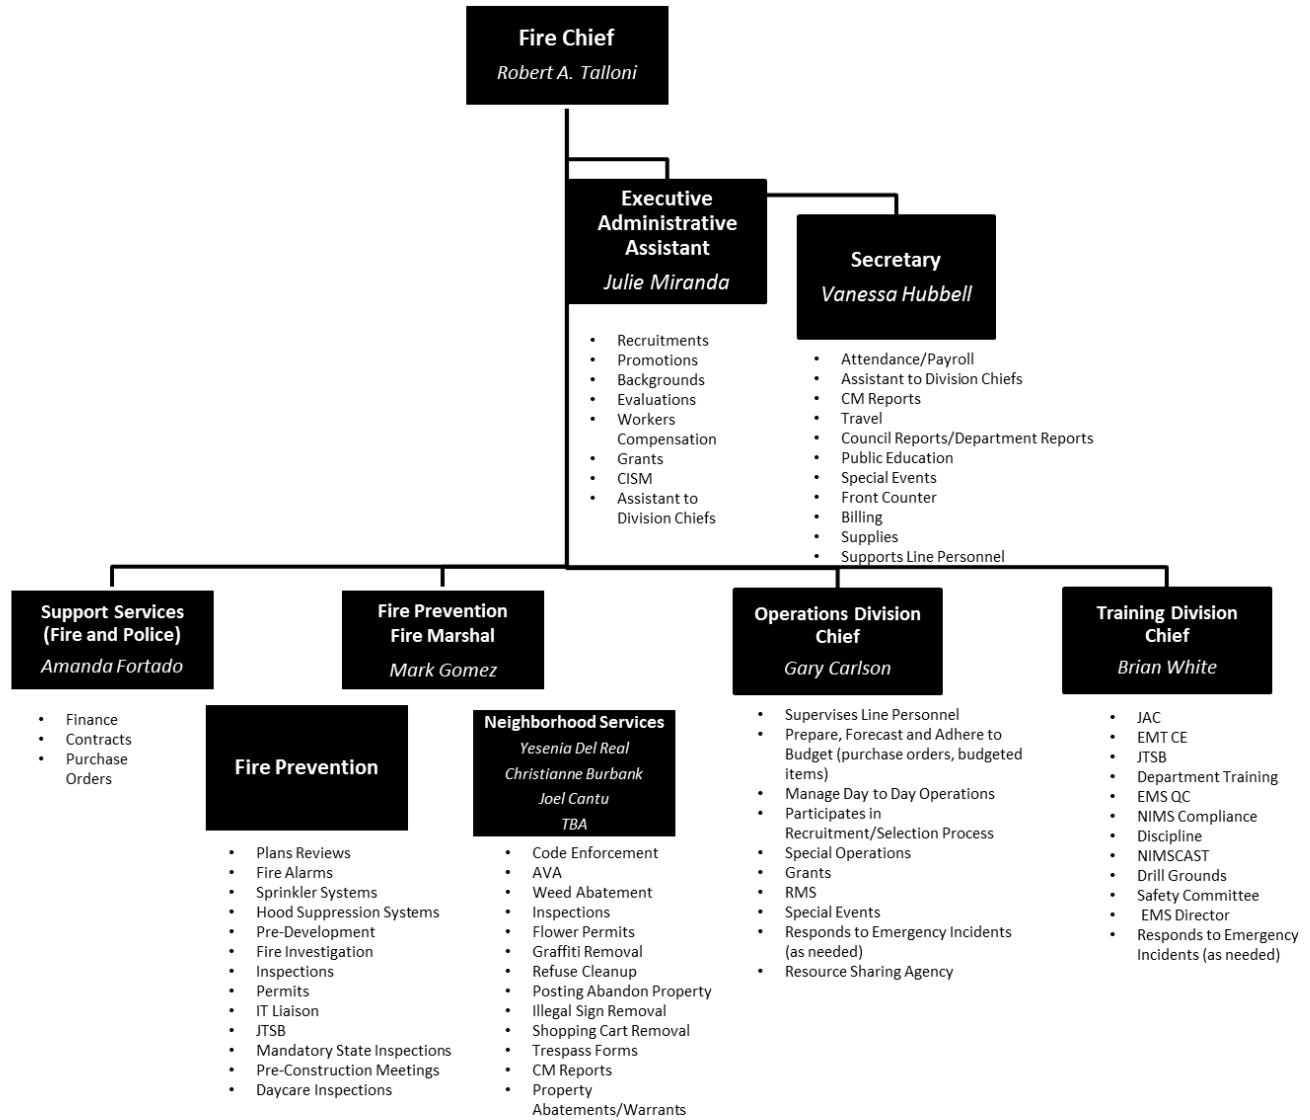 Fire Chief
Robert A. Talloni
Executive
Administrative
Assistant
Julie Miranda
• Recruitments
• Promotions
• Backgrounds
• Evaluations
• Workers
Compensation
• Grants
• CISM
• Assistant to
Division Chiefs
Secretary
Vanessa Hubbell
• Attendance/Payroll
• Assistant to Division Chiefs
• CM Reports
• Travel
• Council Reports/Department Reports
• Public Education
• Special Events
• Front Counter
• Billing
• Supplies
• Supports Line Personnel
Support Services
(Fire and Police)
Amanda Fortado
• Finance
• Contracts
• Purchase
Orders
Fire Prevention
Fire Marshal
Mark Gomez
Fire Prevention
• Plans Reviews
• Fire Alarms
• Sprinkler Systems
• Hood Suppression Systems
• Pre-Development
• Fire Investigation
• Inspections
• Permits
• IT Liaison
• JTSB
• Mandatory State Inspections
• Pre-Construction Meetings
• Daycare Inspections
Neighborhood Services
Yesenia Del Real
Christianne Burbank
Joel Cantu
TBA
• Code Enforcement
• AVA
• Weed Abatement
• Inspections
• Flower Permits
• Graffiti Removal
• Refuse Cleanup
• Posting Abandon Property
• Illegal Sign Removal
• Shopping Cart Removal
• Trespass Forms
• CM Reports
• Property
Abatements/Warrants
Operations Division
Chief
Gary Carlson
• Supervises Line Personnel
• Prepare, Forecast and Adhere to
Budget (purchase orders, budgeted
items)
• Manage Day to Day Operations
• Participates in
Recruitment/Selection Process
• Special Operations
• Grants
• RMS
• Special Events
• Responds to Emergency Incidents
(as needed)
• Resource Sharing Agency
Training Division
Chief
Brian White
• JAC
• EMT CE
• JTSB
• Department Training
• EMS QC
• NIMS Compliance
• Discipline
• NIMSCAST
• Drill Grounds
• Safety Committee
• EMS Director
• Responds to Emergency
Incidents (as needed)